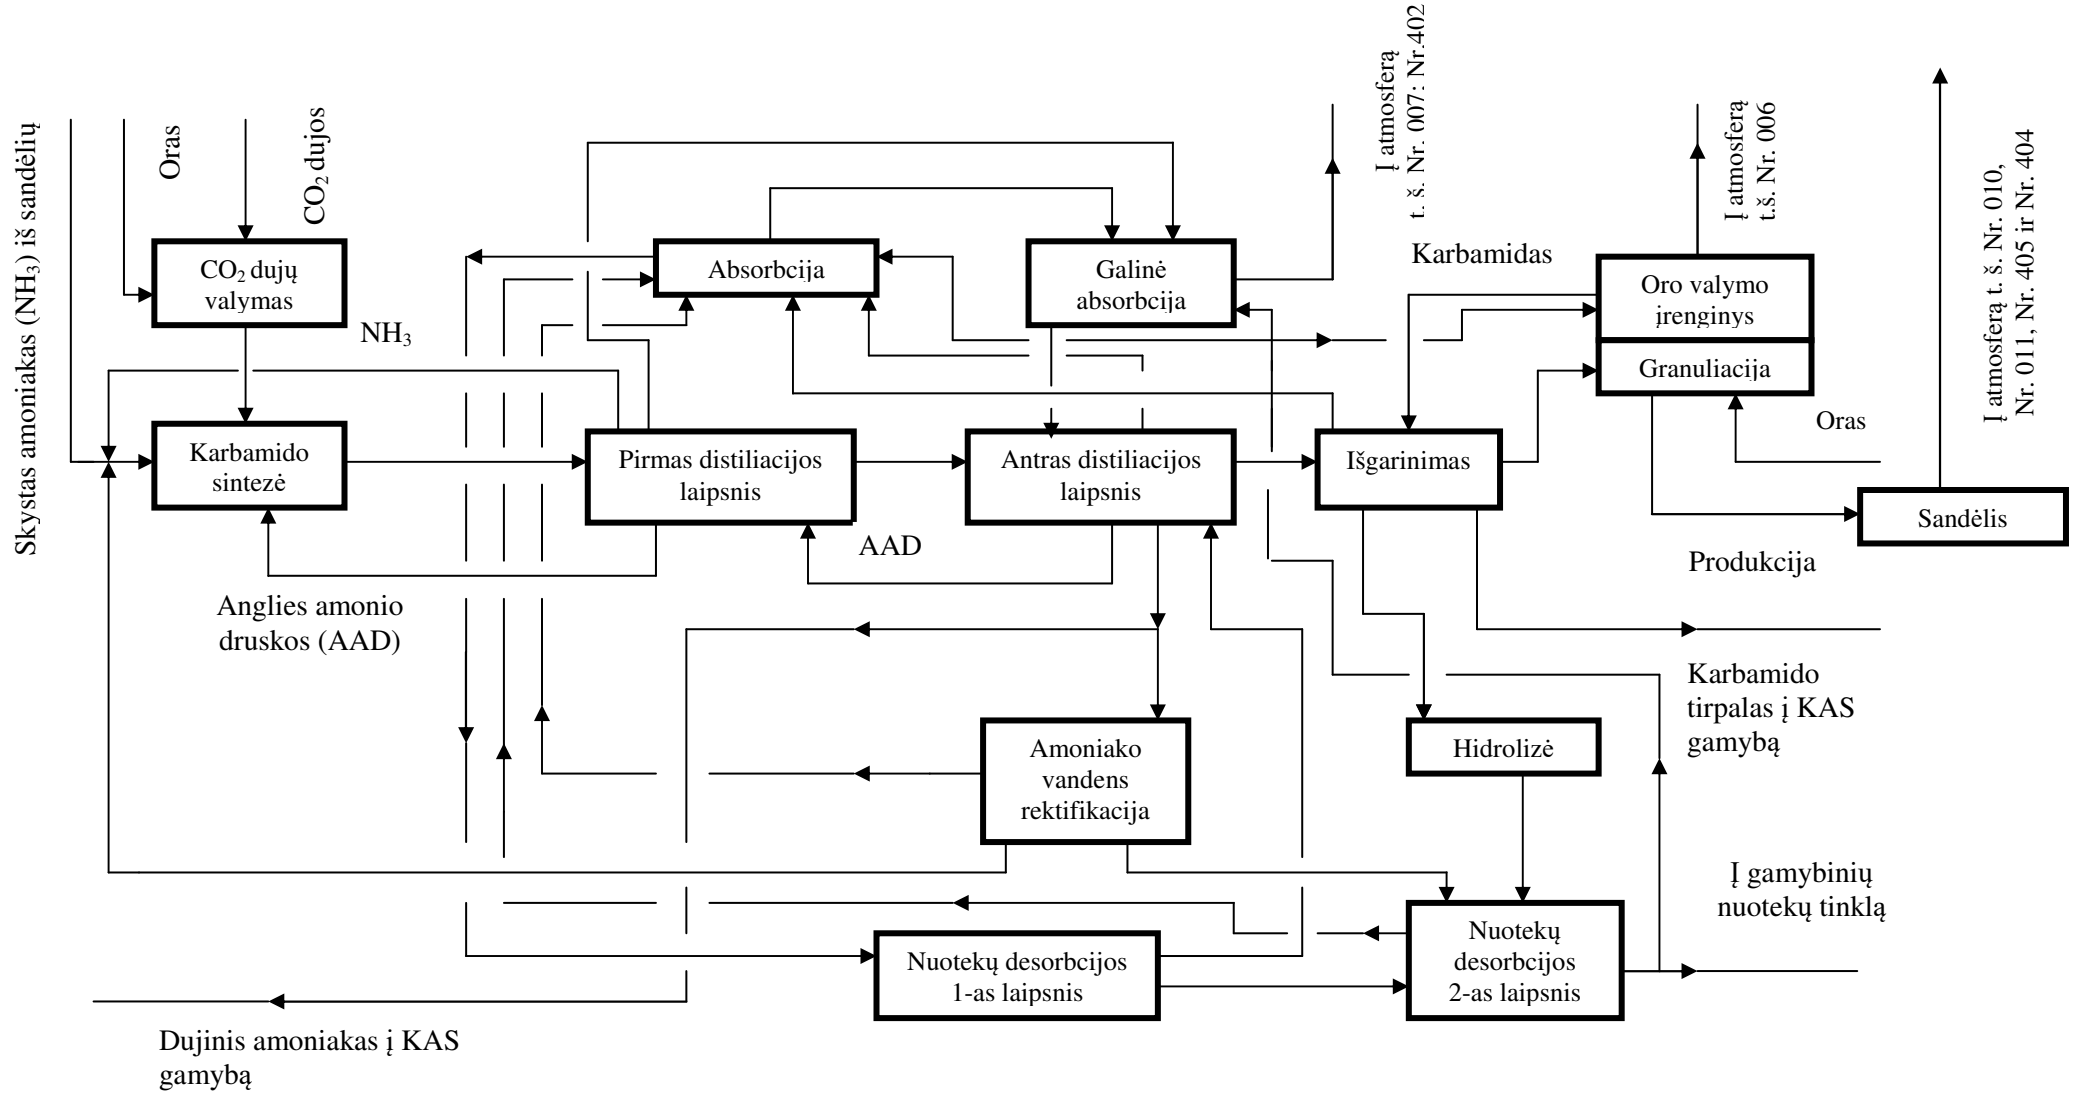 Skystas amoniakas (NH₃) iš sandėlių
Oras
CO₂ dujos
Į atmosferą
t. š. Nr. 007: Nr.402
Į atmosferą
t.š. Nr. 006
Į atmosferą t. š. Nr. 010,
Nr. 011, Nr. 405 ir Nr. 404
CO₂ dujų
valymas
NH₃
Absorbcija
Galinė
absorbcija
Karbamidas
Oro valymo
įrenginys
Granuliacija
Oras
Karbamido
sintezė
Pirmas distiliacijos
laipsnis
Antras distiliacijos
laipsnis
Išgarinimas
Sandėlis
AAD
Produkcija
Anglies amonio
druskos (AAD)
Karbamido
tirpalas į KAS
gamybą
Amoniako
vandens
rektifikacija
Hidrolizė
Į gamybinių
nuotekų tinklą
Nuotekų desorbcijos
1-as laipsnis
Nuotekų
desorbcijos
2-as laipsnis
Dujinis amoniakas į KAS
gamybą